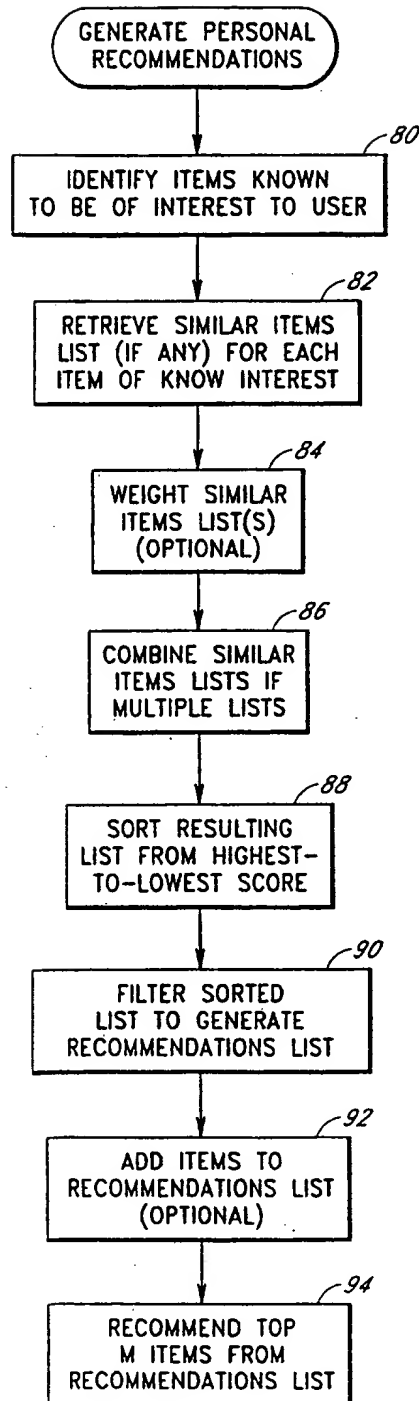 GENERATE PERSONAL
RECOMMENDATIONS
80
IDENTIFY ITEMS KNOWN
TO BE OF INTEREST TO USER
82
RETRIEVE SIMILAR ITEMS
LIST (IF ANY) FOR EACH
ITEM OF KNOW INTEREST
84
WEIGHT SIMILAR
ITEMS LIST(S)
(OPTIONAL)
86
COMBINE SIMILAR
ITEMS LISTS IF
MULTIPLE LISTS
88
SORT RESULTING
LIST FROM HIGHEST-
TO-LOWEST SCORE
90
FILTER SORTED
LIST TO GENERATE
RECOMMENDATIONS LIST
92
ADD ITEMS TO
RECOMMENDATIONS LIST
(OPTIONAL)
94
RECOMMEND TOP
M ITEMS FROM
RECOMMENDATIONS LIST